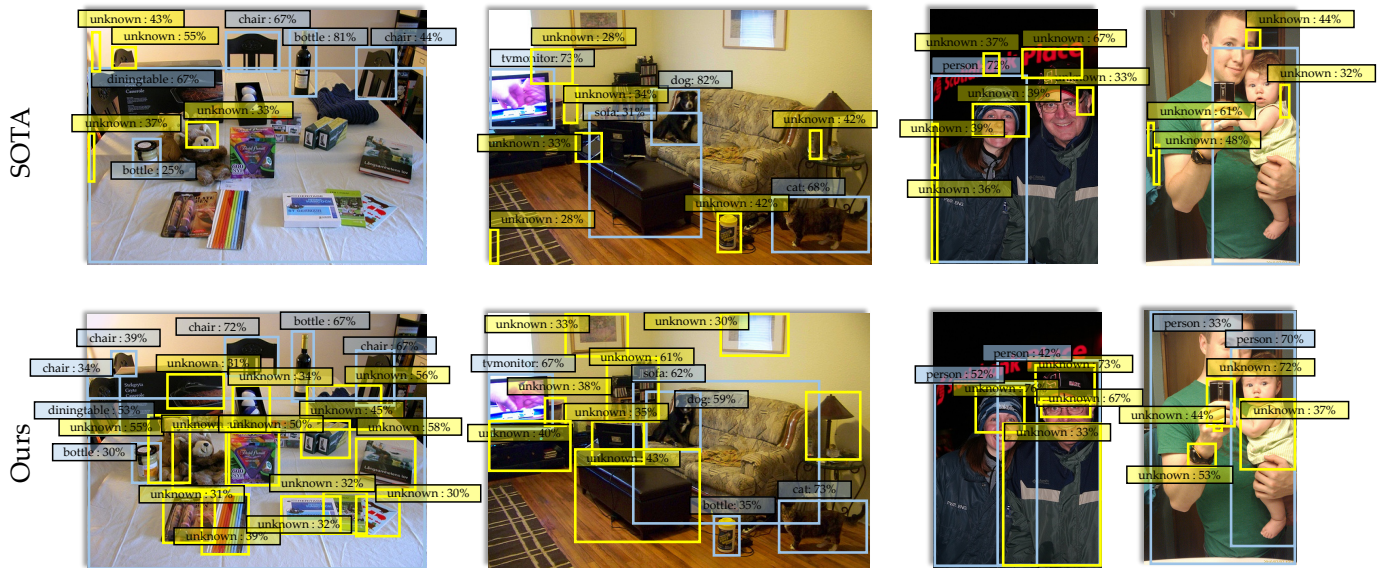 SOTA
unknown : 43%
unknown : 55%
chair : 67%
bottle : 81%
chair : 44%
diningtable : 67%
unknown : 33%
unknown : 37%
bottle : 25%
unknown : 28%
tvmonitor : 73%
dog: 82%
unknown : 34%
sofa: 31%
unknown : 42%
unknown : 33%
cat: 68%
unknown : 42%
unknown : 28%
unknown : 37%
unknown : 67%
Place
person : 72%
unknown : 33%
unknown : 39%
unknown : 39%
unknown : 36%
unknown : 44%
unknown : 32%
unknown : 61%
unknown : 48%
Ours
chair : 39%
chair : 72%
bottle : 67%
chair : 67%
chair : 34%
unknown : 31%
unknown : 34%
unknown : 56%
diningtable : 53%
unknown : 45%
unknown : 55%
unknown : 50%
unknown : 58%
bottle : 30%
unknown : 32%
unknown : 31%
unknown : 30%
unknown : 32%
unknown : 39%
unknown : 33%
unknown : 30%
tvmonitor : 67%
unknown : 61%
sofa : 62%
unknown : 38%
dog: 59%
unknown : 35%
unknown : 40%
unknown : 43%
cat: 73%
bottle: 35%
person : 42%
person : 52%
unknown : 73%
unknown : 76%
unknown : 67%
unknown : 33%
person : 33%
person : 70%
unknown : 72%
unknown : 44%
unknown : 37%
unknown : 53%